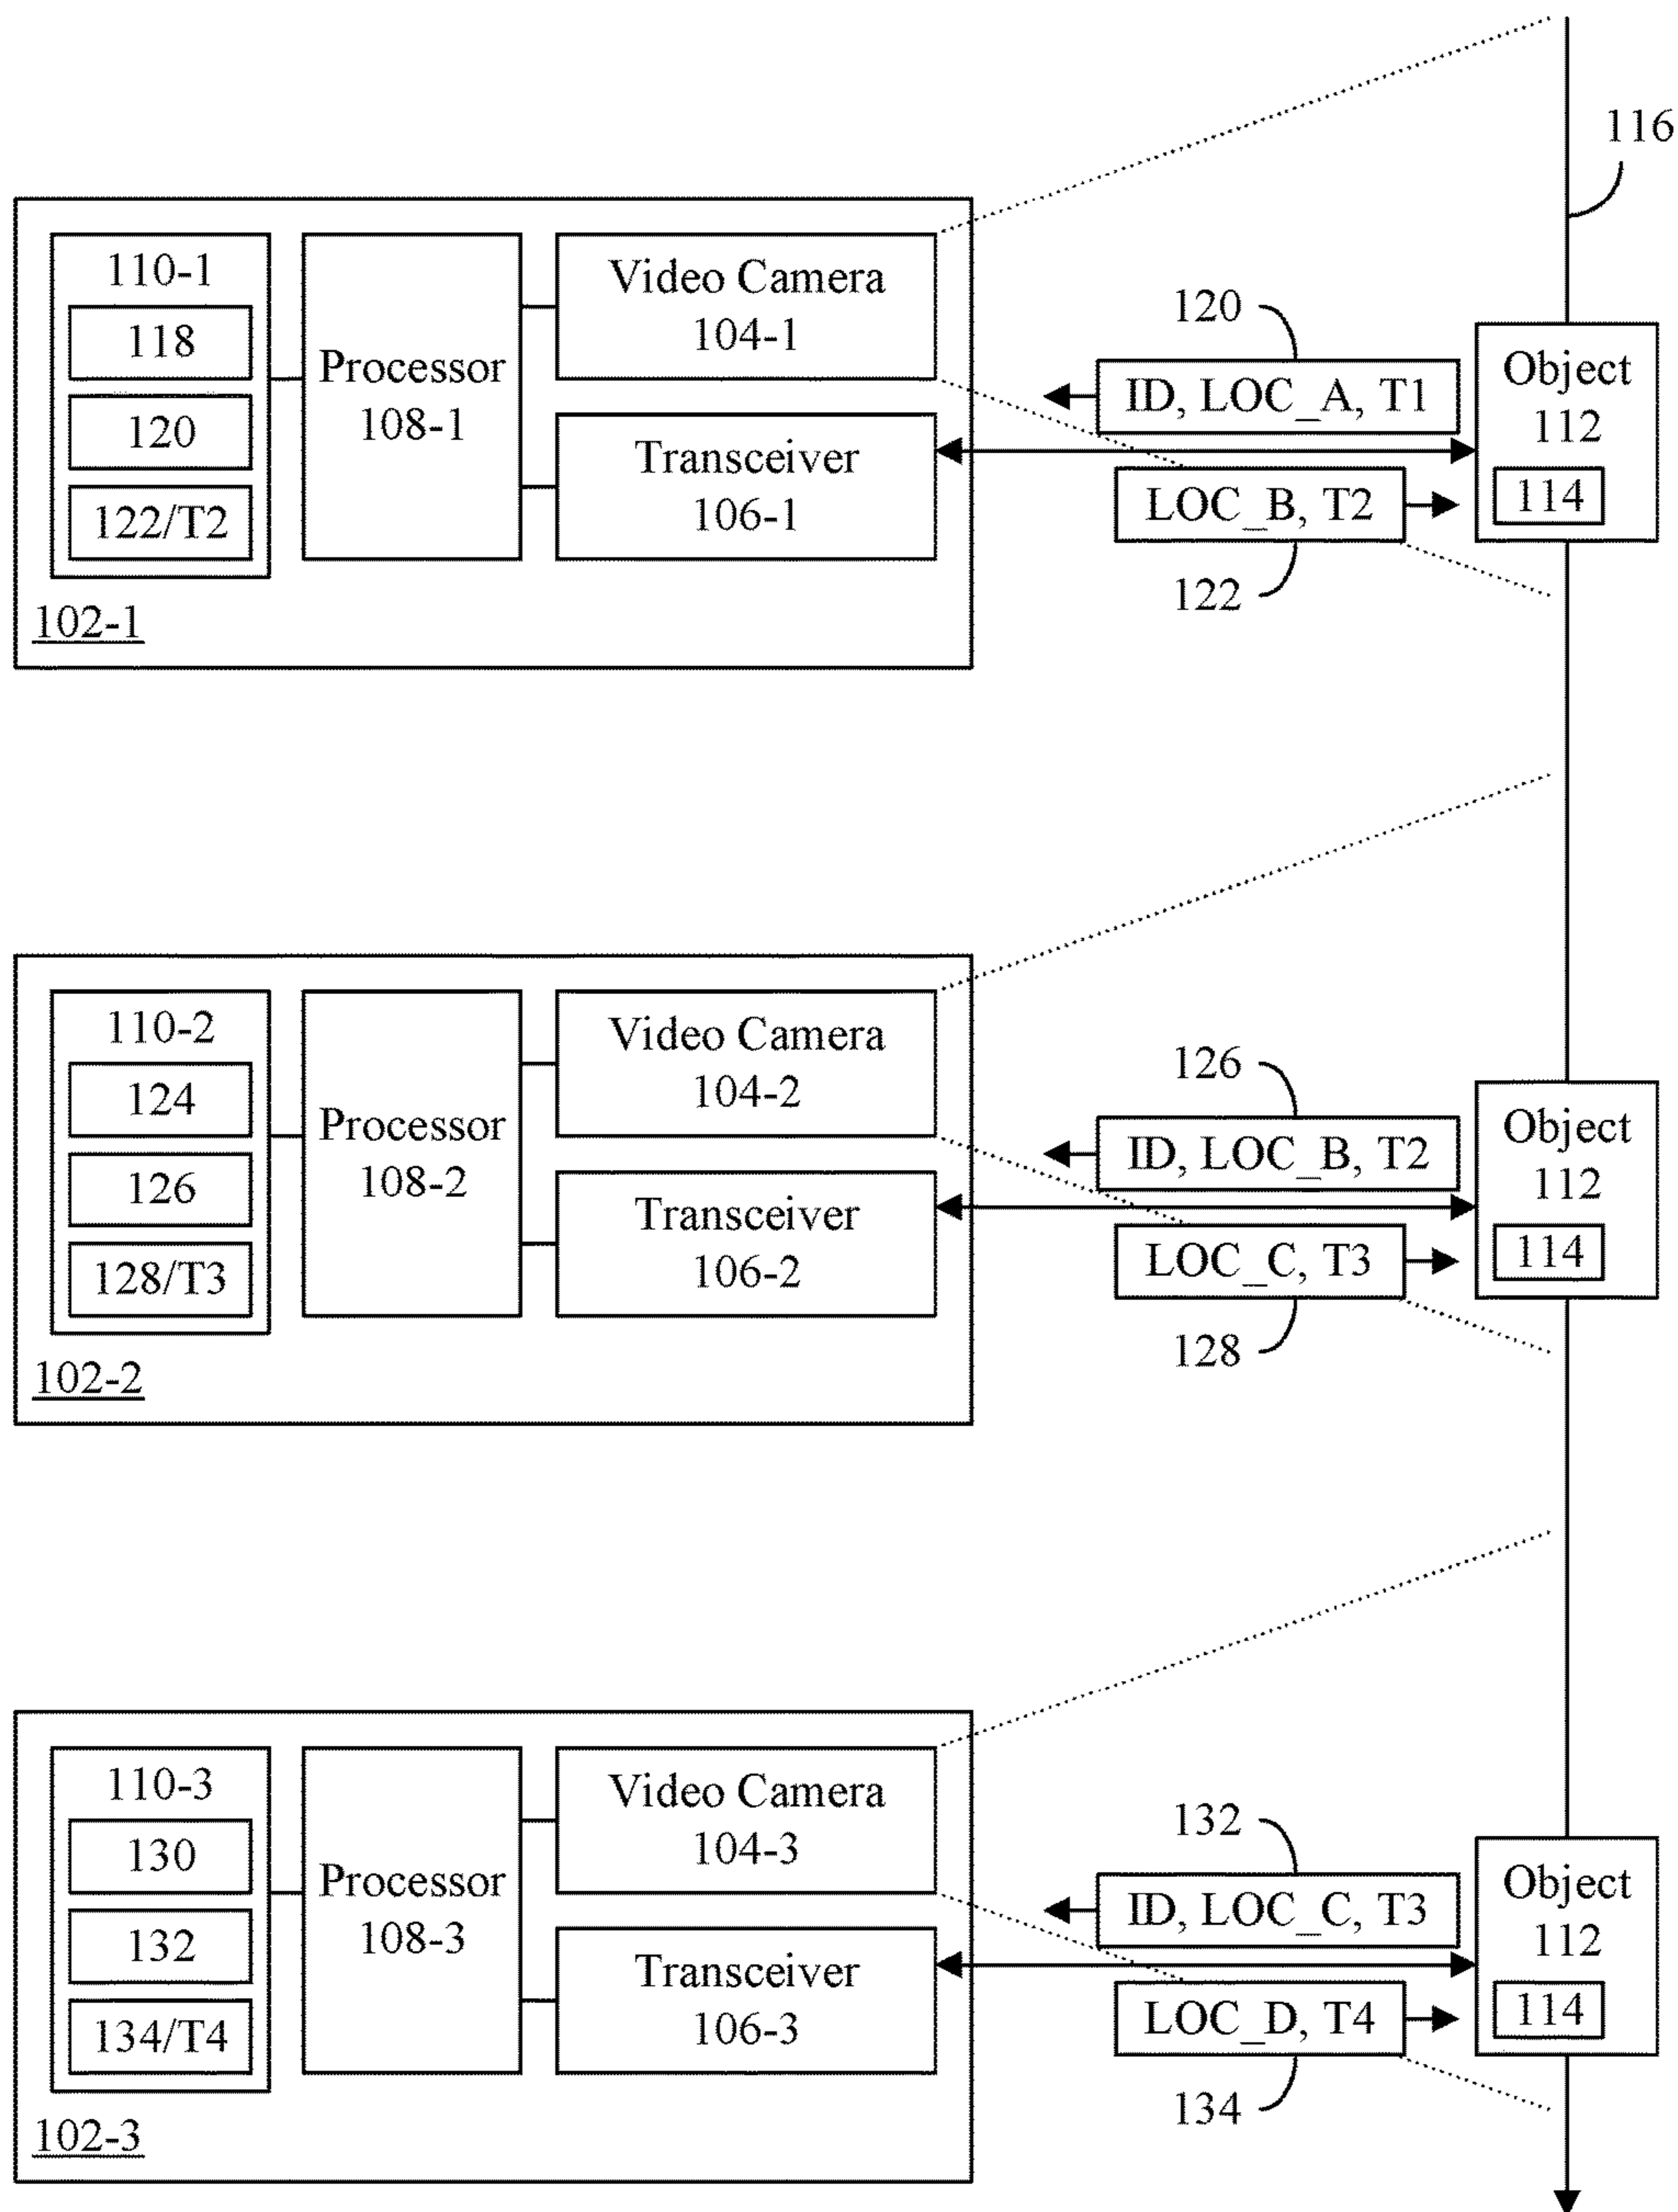 116
110-1
118
120
122/T2
Processor
108-1
Video Camera
104-1
Transceiver
106-1
102-1
120
ID, LOC_A, T1
LOC_B, T2
122
Object
112
114
110-2
124
126
128/T3
Processor
108-2
Video Camera
104-2
Transceiver
106-2
102-2
126
ID, LOC_B, T2
LOC_C, T3
128
Object
112
114
110-3
130
132
134/T4
Processor
108-3
Video Camera
104-3
Transceiver
106-3
102-3
132
ID, LOC_C, T3
LOC_D, T4
134
Object
112
114